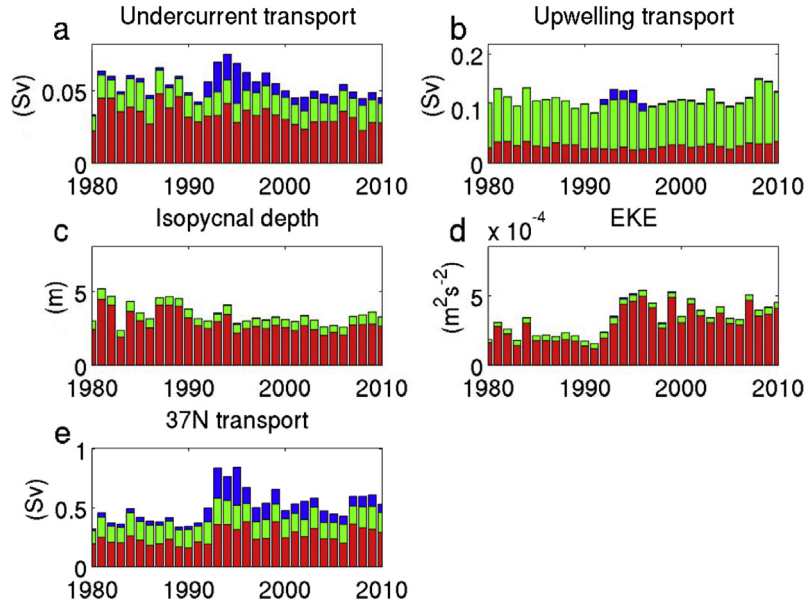 a Undercurrent transport
(Sv)
0.05
0
1980 1990 2000 2010
b Upwelling transport
(Sv)
0.2
0.1
0
1980 1990 2000 2010
c Isopycnal depth
(m)
5
0
1980 1990 2000 2010
d x 10⁻⁴ EKE
(m²s⁻²)
5
0
1980 1990 2000 2010
e 37N transport
(Sv)
1
0.5
0
1980 1990 2000 2010